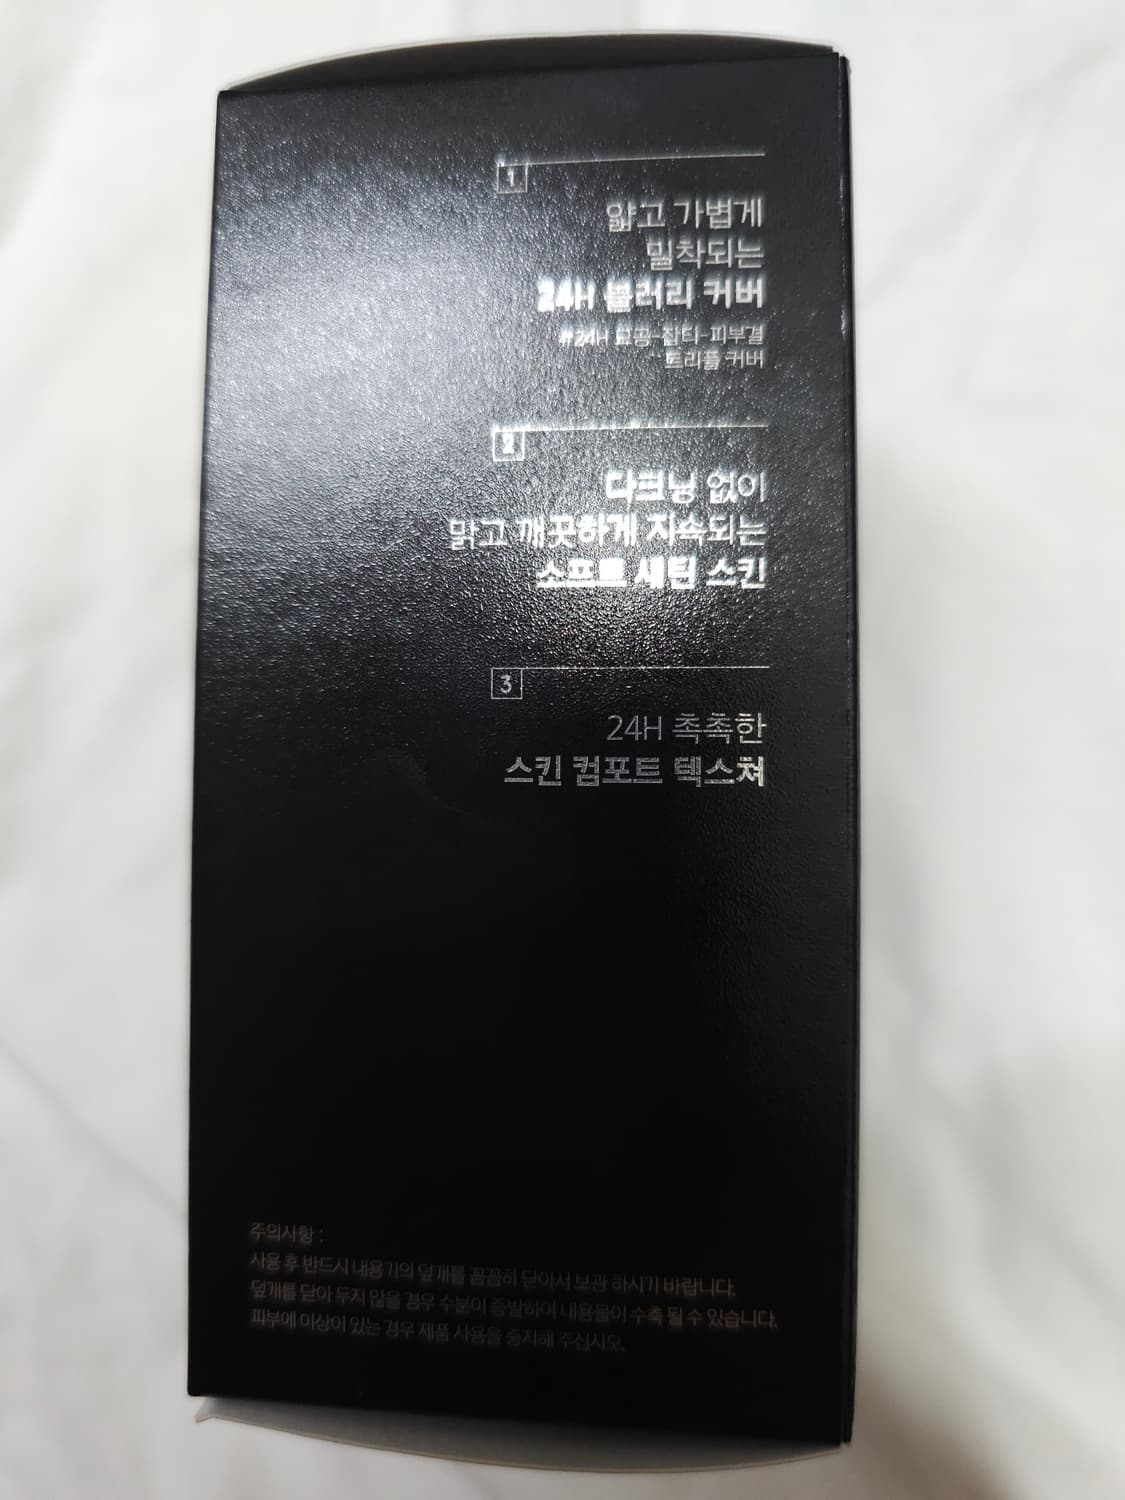 1
얇고 가볍게
밀착되는
24H 블러리 커버
#24H 모공-잡티-피부결
트리플 커버
2
다크닝 없이
맑고 깨끗하게 지속되는
소프트 새틴 스킨
3
24H 촉촉한
스킨 컴포트 텍스쳐
주의사항 :
사용 후 반드시 내용기의 덮개를 꼼꼼히 닫아서 보관 하시기 바랍니다.
덮개를 닫아 두지 않을 경우 수분이 증발하여 내용물이 수축 될 수 있습니다.
피부에 이상이 있는 경우 제품 사용을 중지해 주십시오.